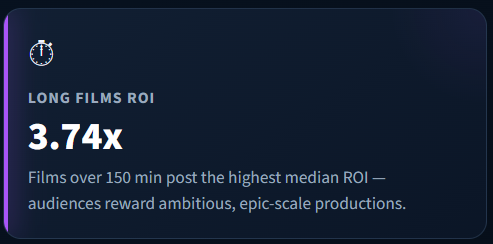 LONG FILMS ROI
3.74x
Films over 150 min post the highest median ROI —
audiences reward ambitious, epic-scale productions.